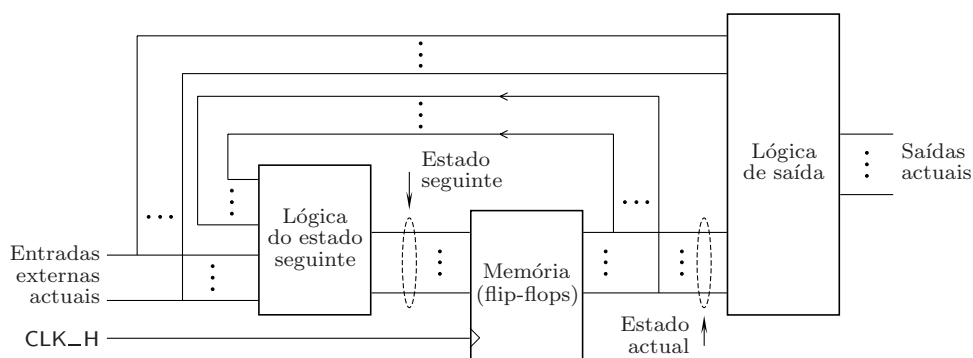 Lógica
de saída
Saídas
actuais
Estado
seguinte
Lógica
do estado
seguinte
Memória
(flip-flops)
Entradas
externas
actuais
Estado
actual
CLK_H